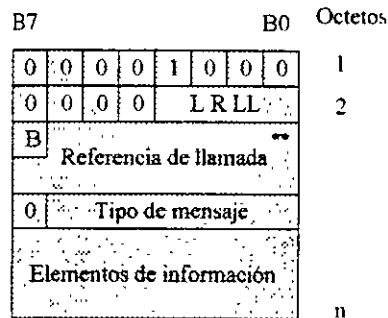 B7 B0 Octetos
0 0 0 0 1 0 0 0 1
0 0 0 0 L R LL 2
B
Referencia de llamada **
0 Tipo de mensaje
Elementos de información
n